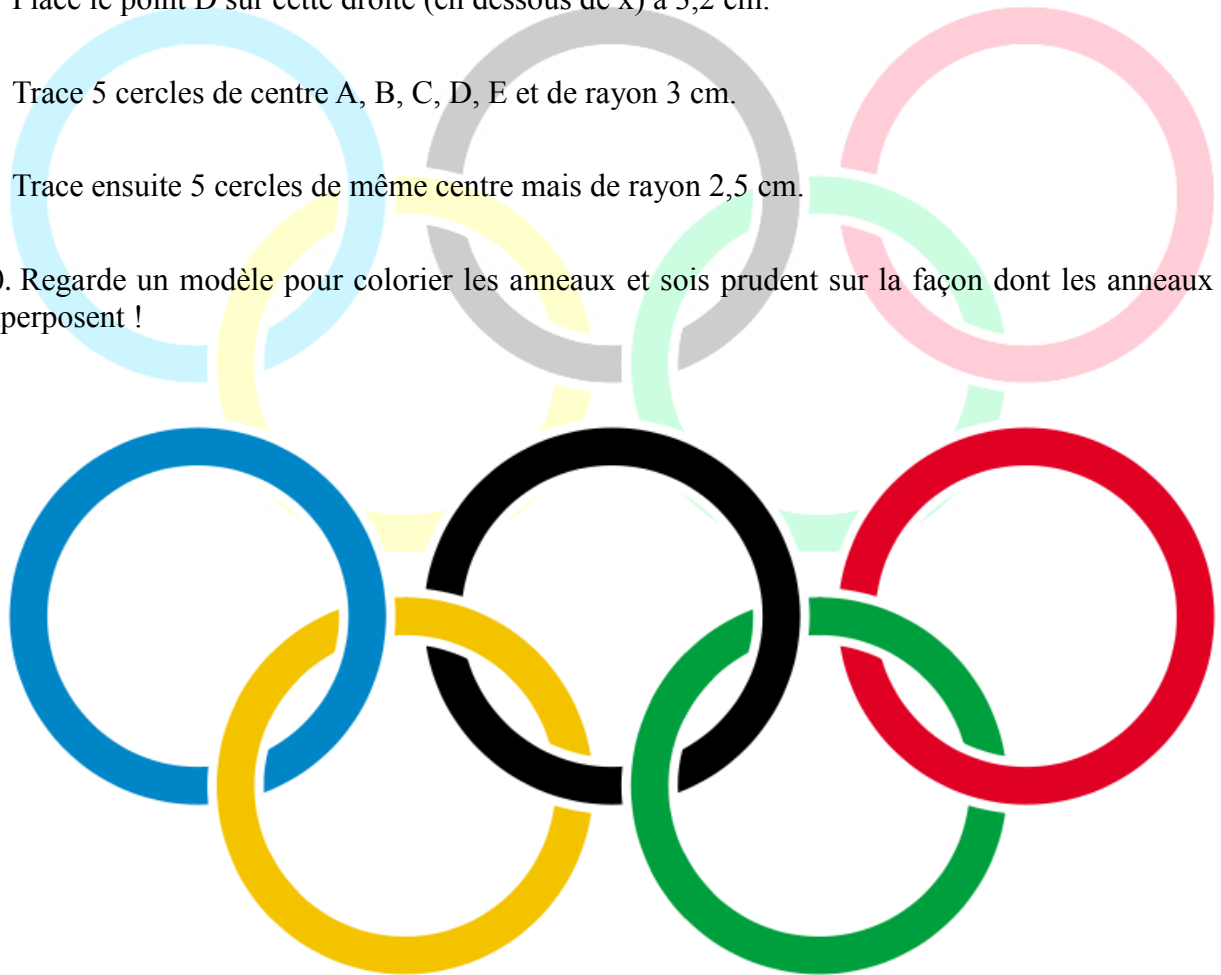 Place le point D sur cette droite (en dessous de x) à 3,2 cm.
Trace 5 cercles de centre A, B, C, D, E et de rayon 3 cm.
Trace ensuite 5 cercles de même centre mais de rayon 2,5 cm.
. Regarde un modèle pour colorier les anneaux et sois prudent sur la façon dont les anneaux
perposent !